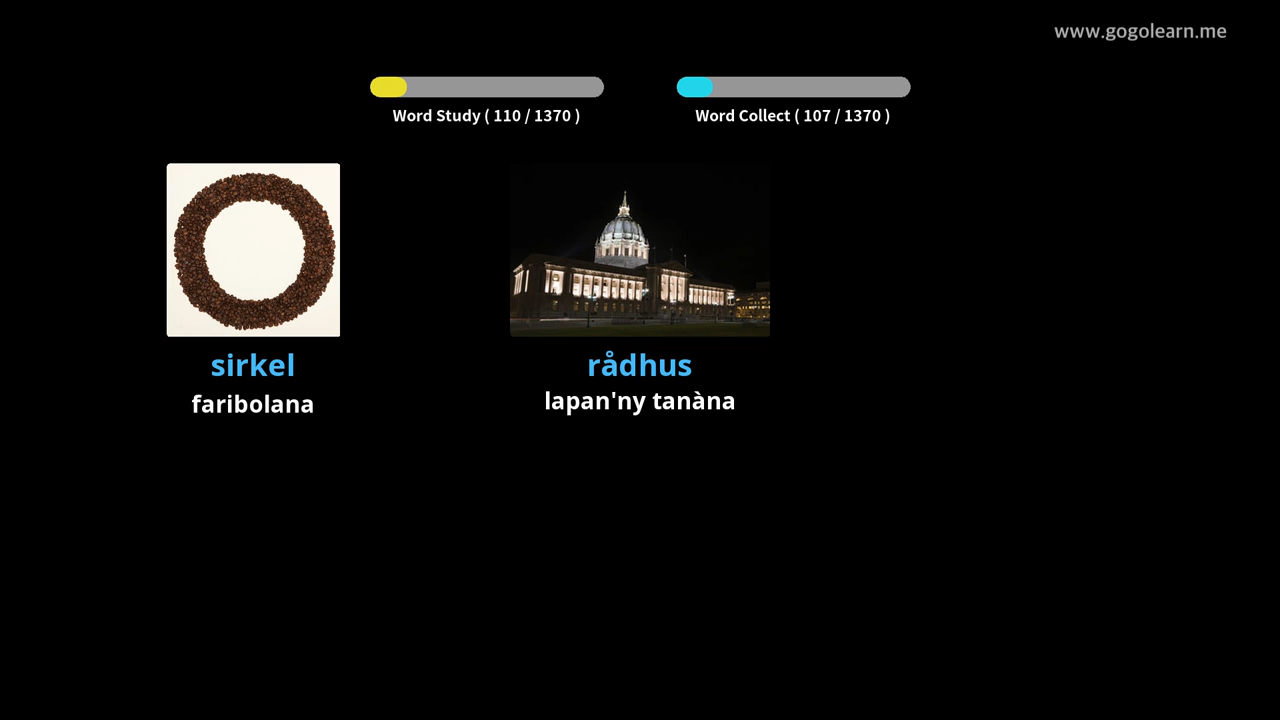 www.gogolearn.me
Word Study ( 110 / 1370 )
Word Collect ( 107 / 1370 )
sirkel
faribolana
rådhus
lapan'ny tanàna